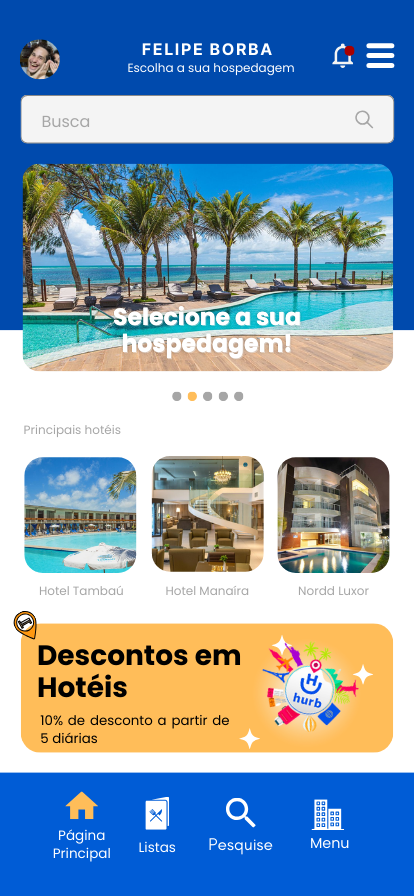 FELIPE BORBA
Escolha a sua hospedagem
Busca
Selecione a sua
hospedagem!
Principais hotéis
Hotel Tambaú
Hotel Manaíra
Nordd Luxor
Descontos em
Hotéis
10% de desconto a partir de
5 diárias
H
hurb
Página
Principal
Listas
Pesquise
Menu